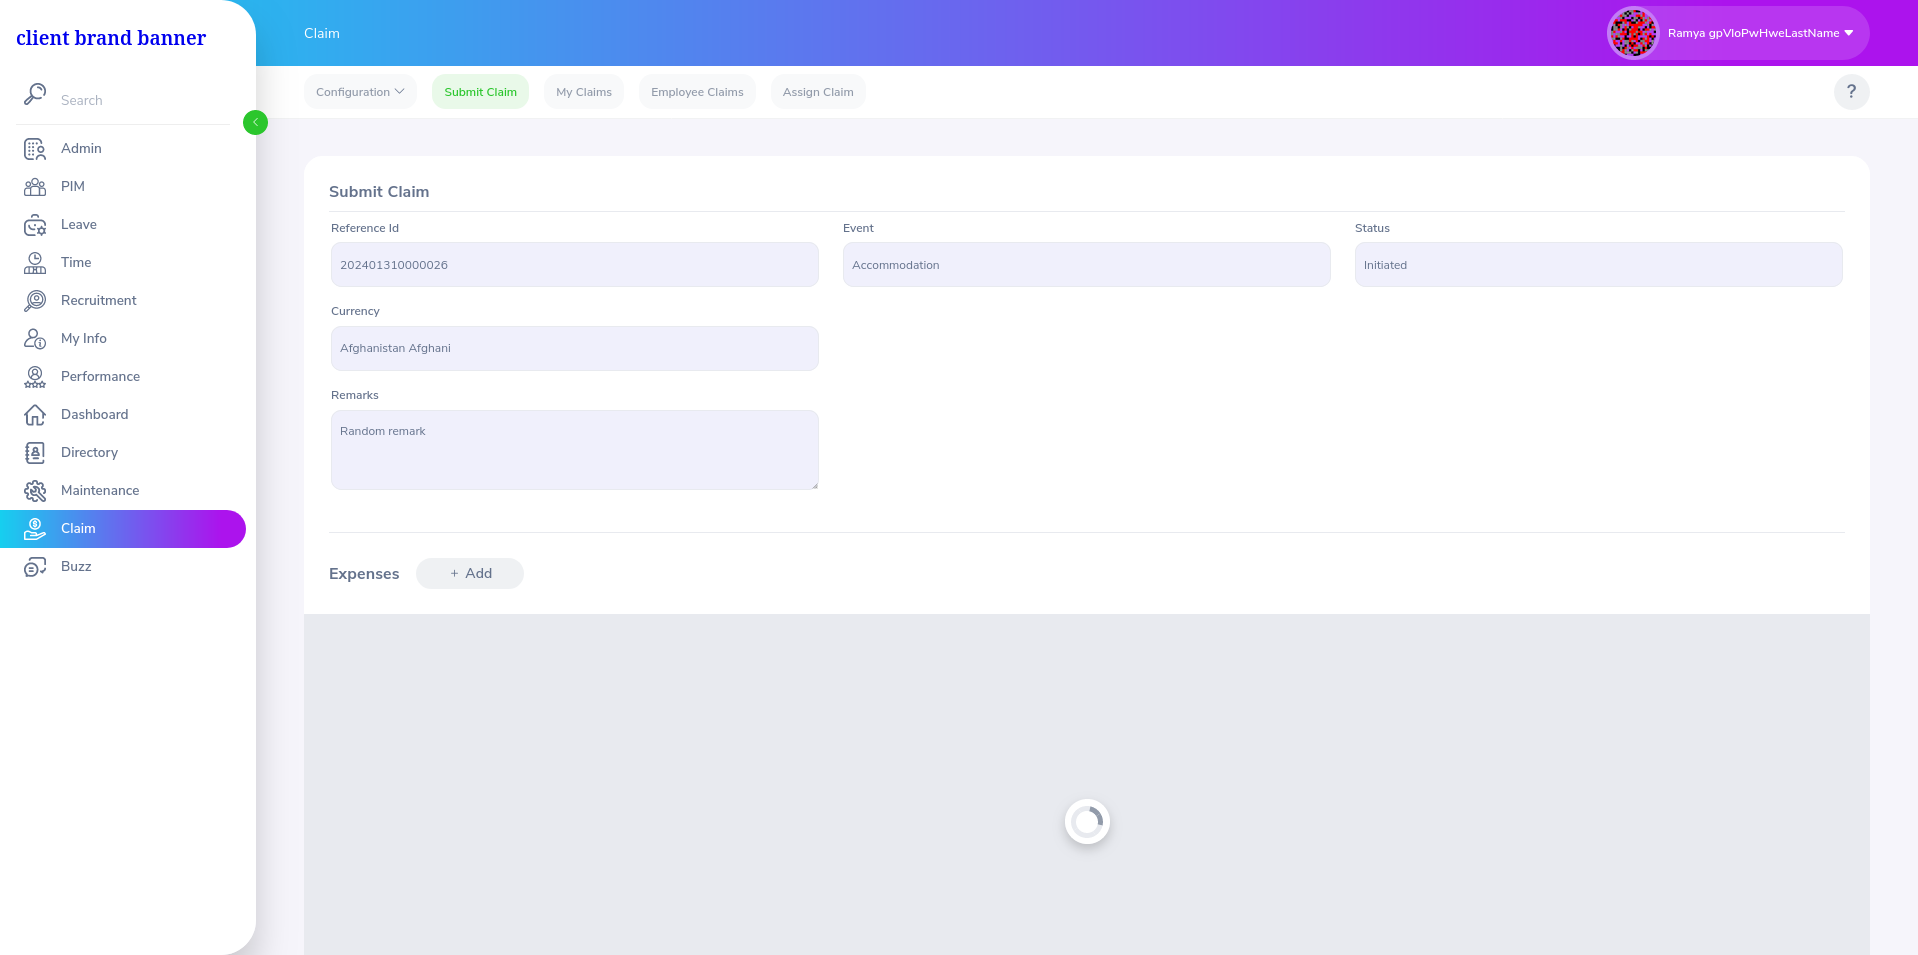 client brand banner
Search
Admin
PIM
Leave
Time
Recruitment
My Info
Performance
Dashboard
Directory
Maintenance
Claim
Buzz
Claim
Ramya gpVIoPwHweLastName
Configuration
Submit Claim
My Claims
Employee Claims
Assign Claim
?
Submit Claim
Reference Id
Event
Status
202401310000026
Accommodation
Initiated
Currency
Afghanistan Afghani
Remarks
Random remark
Expenses
+ Add